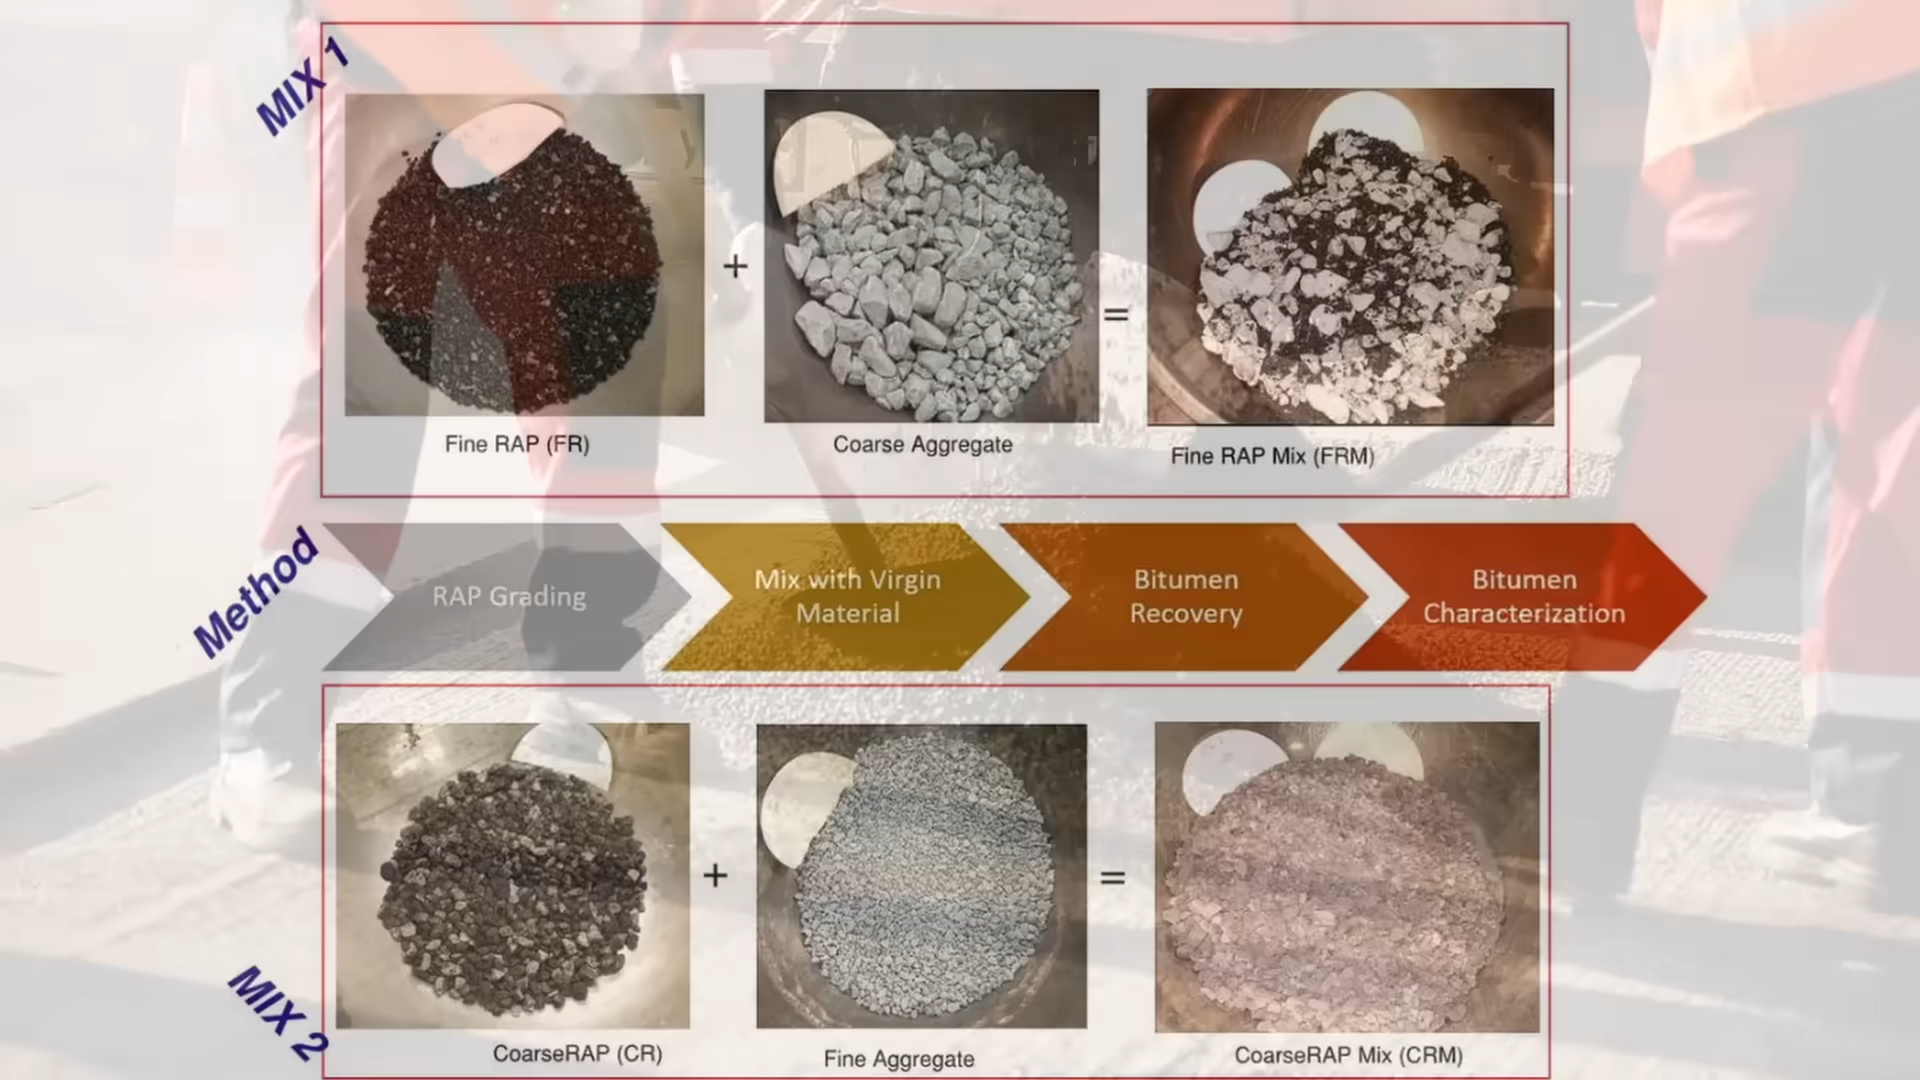 MIX 1
+
=
Fine RAP (FR)
Coarse Aggregate
Fine RAP Mix (FRM)
Method
RAP Grading
Mix with Virgin
Material
Bitumen
Recovery
Bitumen
Characterization
MIX 2
+
=
CoarseRAP (CR)
Fine Aggregate
CoarseRAP Mix (CRM)